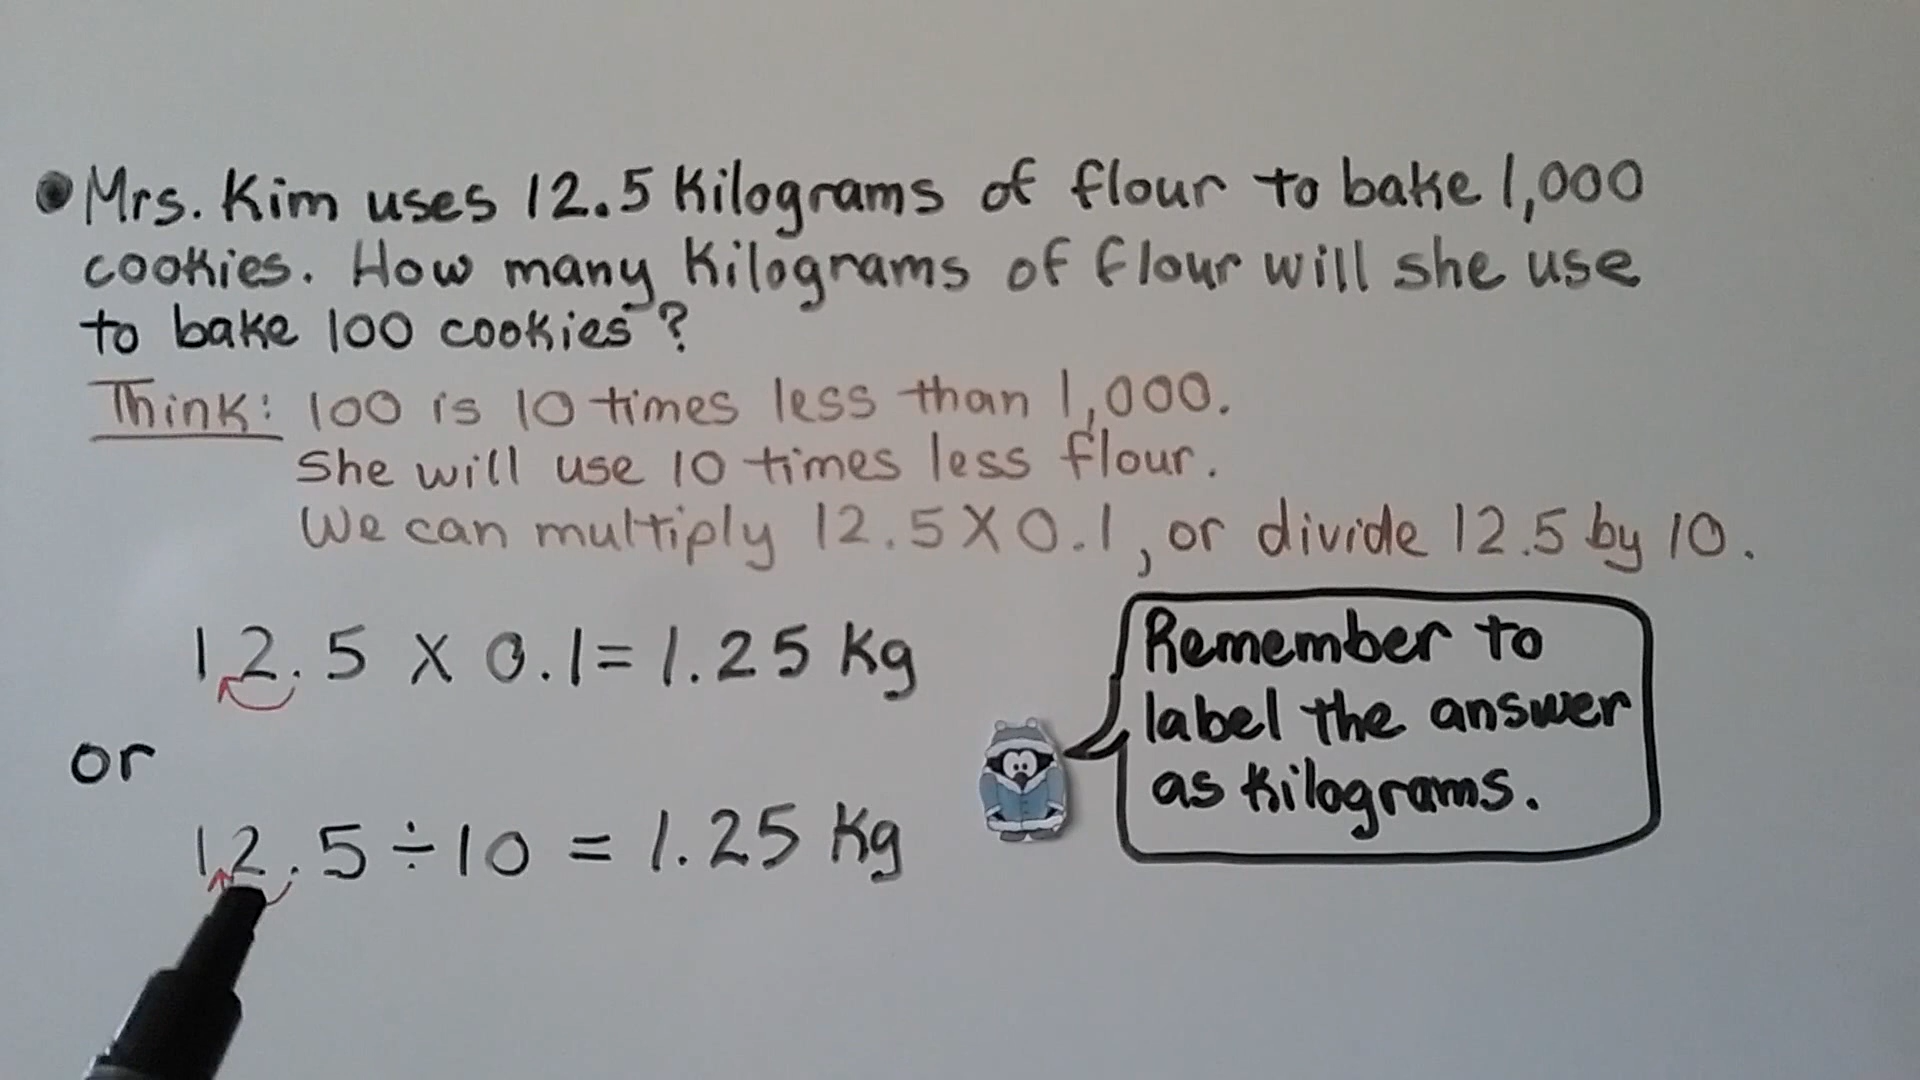 Mrs. Kim uses 12.5 Kilograms of flour to bake 1,000
cookies. How many Kilograms of flour will she use
to bake 100 cookies?
Think: 100 is 10 times less than 1,000.
She will use 10 times less flour.
We can multiply 12.5 X 0.1, or divide 12.5 by 10.
12.5 X 0.1 = 1.25 Kg
or
12.5 ÷ 10 = 1.25 Kg
Remember to
label the answer
as Kilograms.